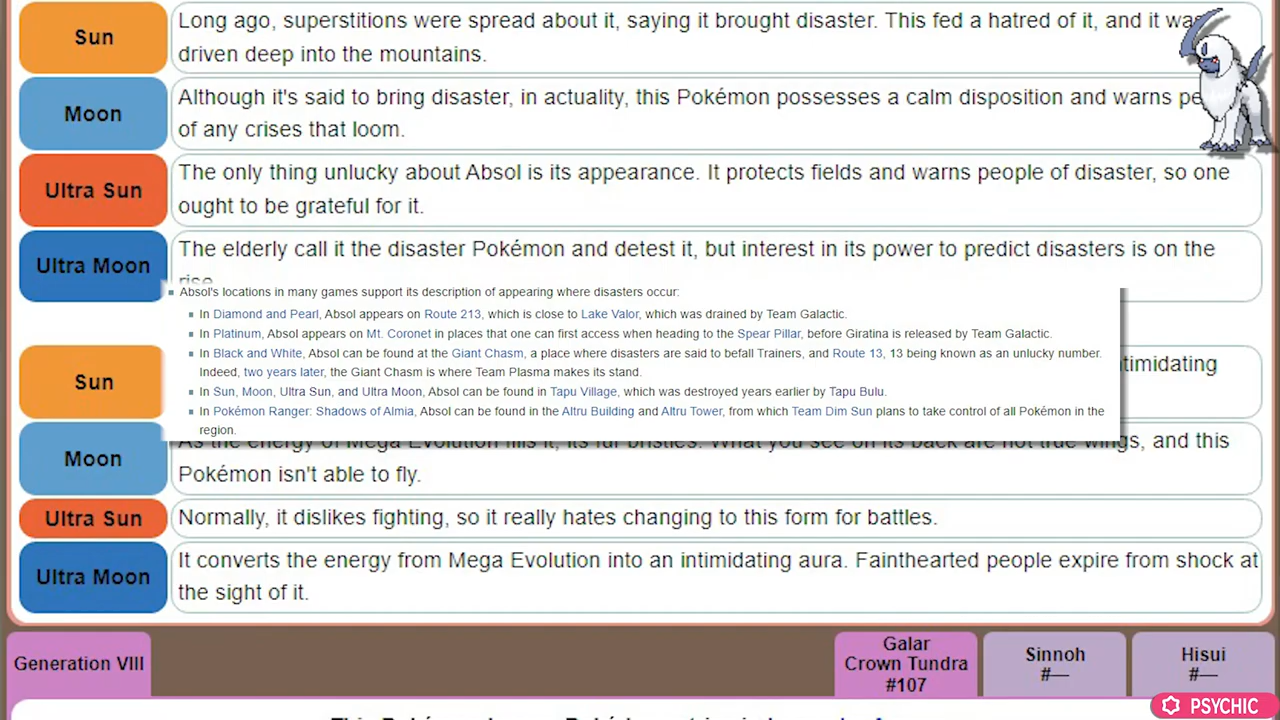 Sun
Long ago, superstitions were spread about it, saying it brought disaster. This fed a hatred of it, and it was
driven deep into the mountains.
Moon
Although it's said to bring disaster, in actuality, this Pokémon possesses a calm disposition and warns
of any crises that loom.
Ultra Sun
The only thing unlucky about Absol is its appearance. It protects fields and warns people of disaster, so one
ought to be grateful for it.
Ultra Moon
The elderly call it the disaster Pokémon and detest it, but interest in its power to predict disasters is on the
rise.
Absol's locations in many games support its description of appearing where disasters occur:
In Diamond and Pearl, Absol appears on Route 213, which is close to Lake Valor, which was drained by Team Galactic.
In Platinum, Absol appears on Mt. Coronet in places that one can first access when heading to the Spear Pillar, before Giratina is released by Team Galactic.
In Black and White, Absol can be found at the Giant Chasm, a place where disasters are said to befall Trainers, and Route 13, 13 being known as an unlucky number.
Indeed, two years later, the Giant Chasm is where Team Plasma makes its stand.
In Sun, Moon, Ultra Sun, and Ultra Moon, Absol can be found in Tapu Village, which was destroyed years earlier by Tapu Bulu.
In Pokémon Ranger: Shadows of Almia, Absol can be found in the Altru Building and Altru Tower, from which Team Dim Sun plans to take control of all Pokémon in the
region.
Sun
timidating
Moon
As the energy of Mega Evolution fills it, its fur bristles. What you see on its back are not true wings, and this
Pokémon isn't able to fly.
Ultra Sun
Normally, it dislikes fighting, so it really hates changing to this form for battles.
Ultra Moon
It converts the energy from Mega Evolution into an intimidating aura. Fainthearted people expire from shock at
the sight of it.
Generation VIII
Galar
Crown Tundra
#107
Sinnoh
#—
Hisui
#—
PSYCHIC